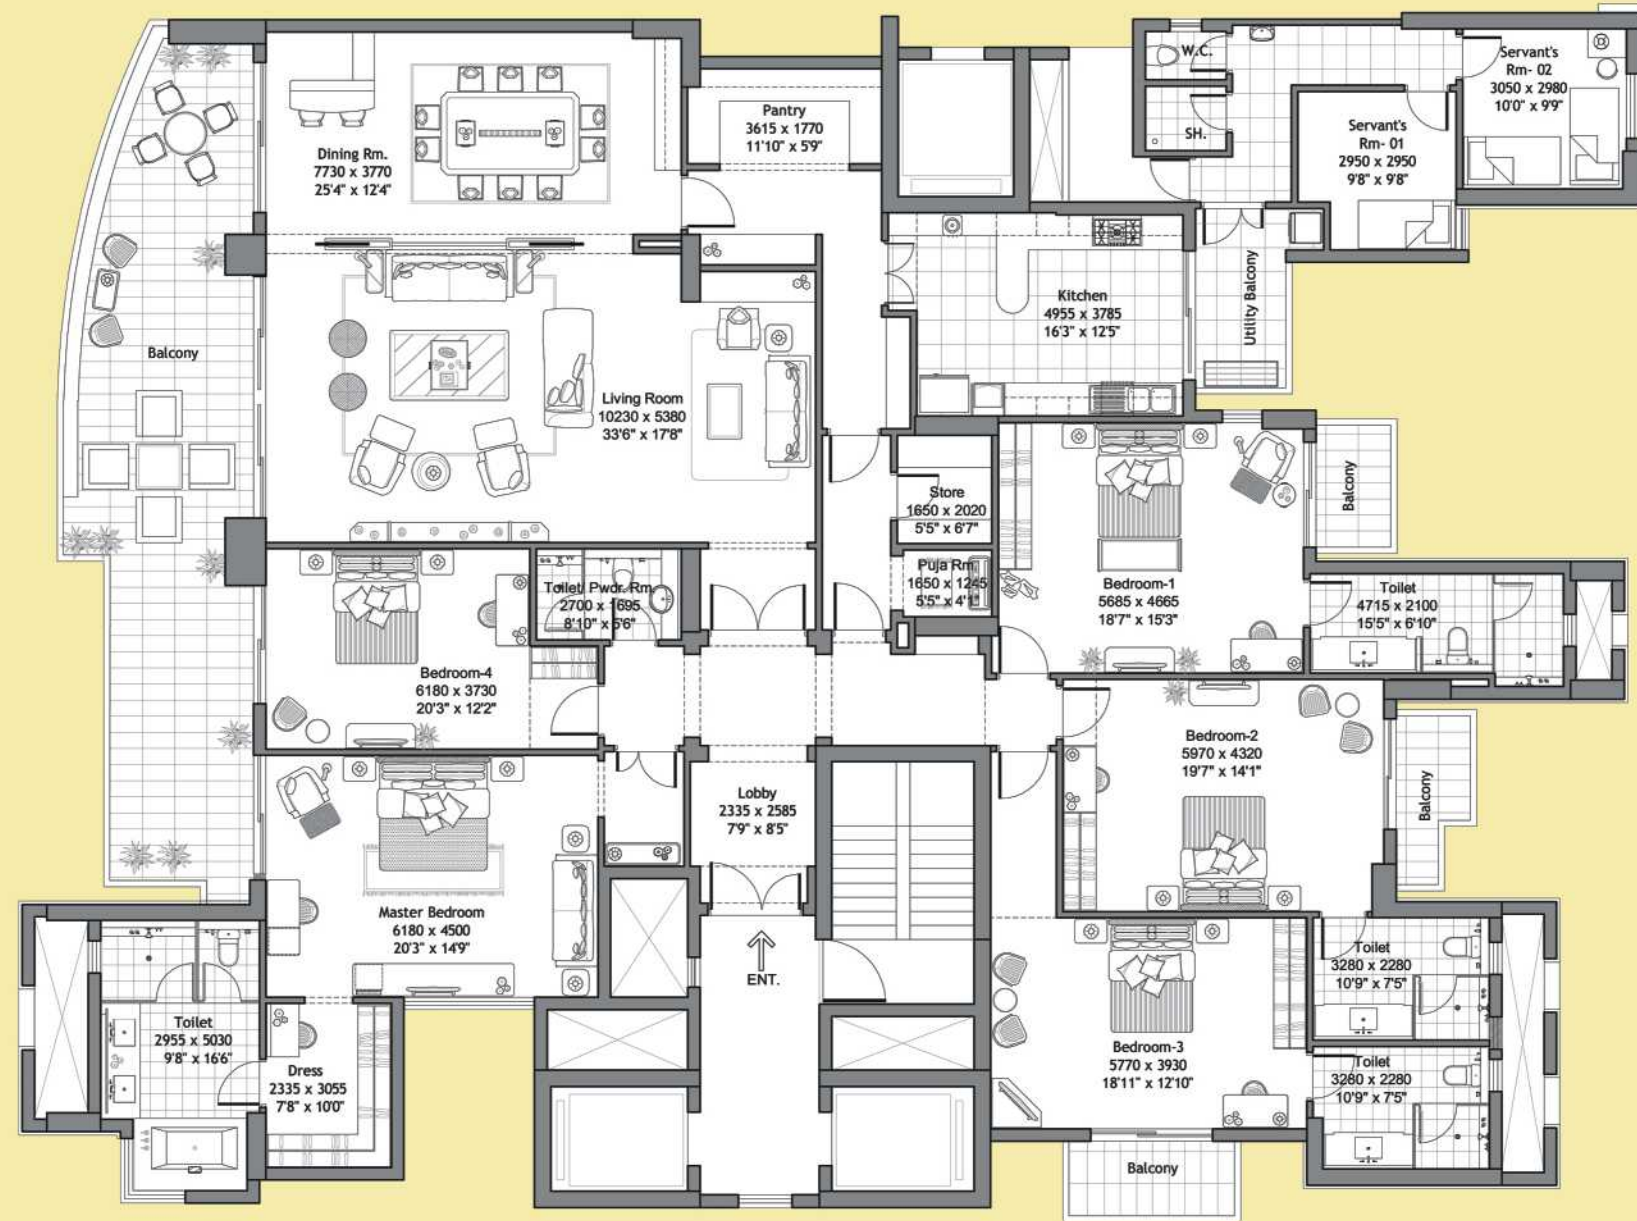 W.C.
SH.
Servant's
Rm- 02
3050 x 2980
10'0" x 9'9"
Servant's
Rm- 01
2950 x 2950
9'8" x 9'8"
Pantry
3615 x 1770
11'10" x 5'9"
Dining Rm.
7730 x 3770
25'4" x 12'4"
Kitchen
4955 x 3785
16'3" x 12'5"
Utility Balcony
Balcony
Living Room
10230 x 5380
33'6" x 17'8"
Store
1650 x 2020
5'5" x 6'7"
Balcony
Puja Rm.
1650 x 1245
5'5" x 4'1"
Bedroom-1
5685 x 4665
18'7" x 15'3"
Toilet
4715 x 2100
15'5" x 6'10"
Toilet/ Pwdr. Rm.
2700 x 1695
8'10" x 5'6"
Bedroom-4
6180 x 3730
20'3" x 12'2"
Bedroom-2
5970 x 4320
19'7" x 14'1"
Balcony
Lobby
2335 x 2585
7'9" x 8'5"
Master Bedroom
6180 x 4500
20'3" x 14'9"
ENT.
Toilet
3280 x 2280
10'9" x 7'5"
Toilet
2955 x 5030
9'8" x 16'6"
Dress
2335 x 3055
7'8" x 10'0"
Bedroom-3
5770 x 3930
18'11" x 12'10"
Toilet
3280 x 2280
10'9" x 7'5"
Balcony